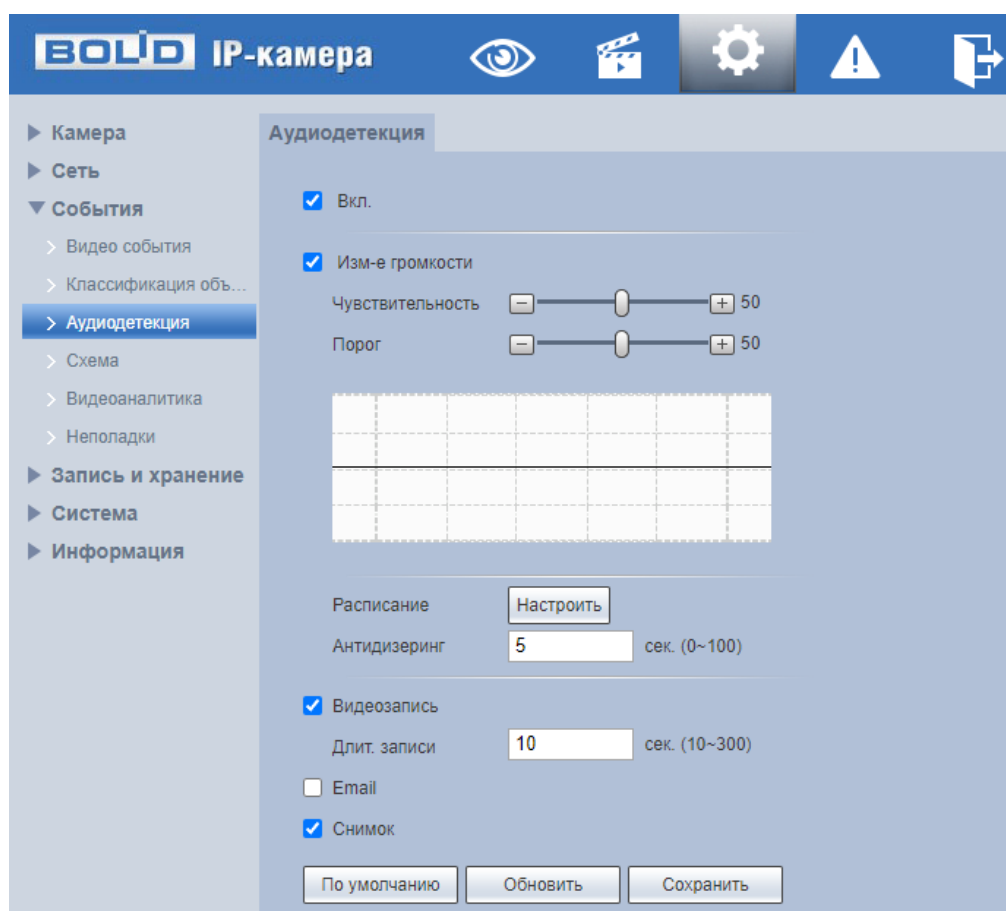 BOLID IP-камера
Камера
Сеть
События
Видео события
Классификация объ...
Аудиодетекция
Схема
Видеоаналитика
Неполадки
Запись и хранение
Система
Информация
Аудиодетекция
Вкл.
Изм-е громкости
Чувствительность 50
Порог 50
Расписание Настроить
Антидизеринг 5 сек. (0~100)
Видеозапись
Длит. записи 10 сек. (10~300)
Email
Снимок
По умолчанию Обновить Сохранить